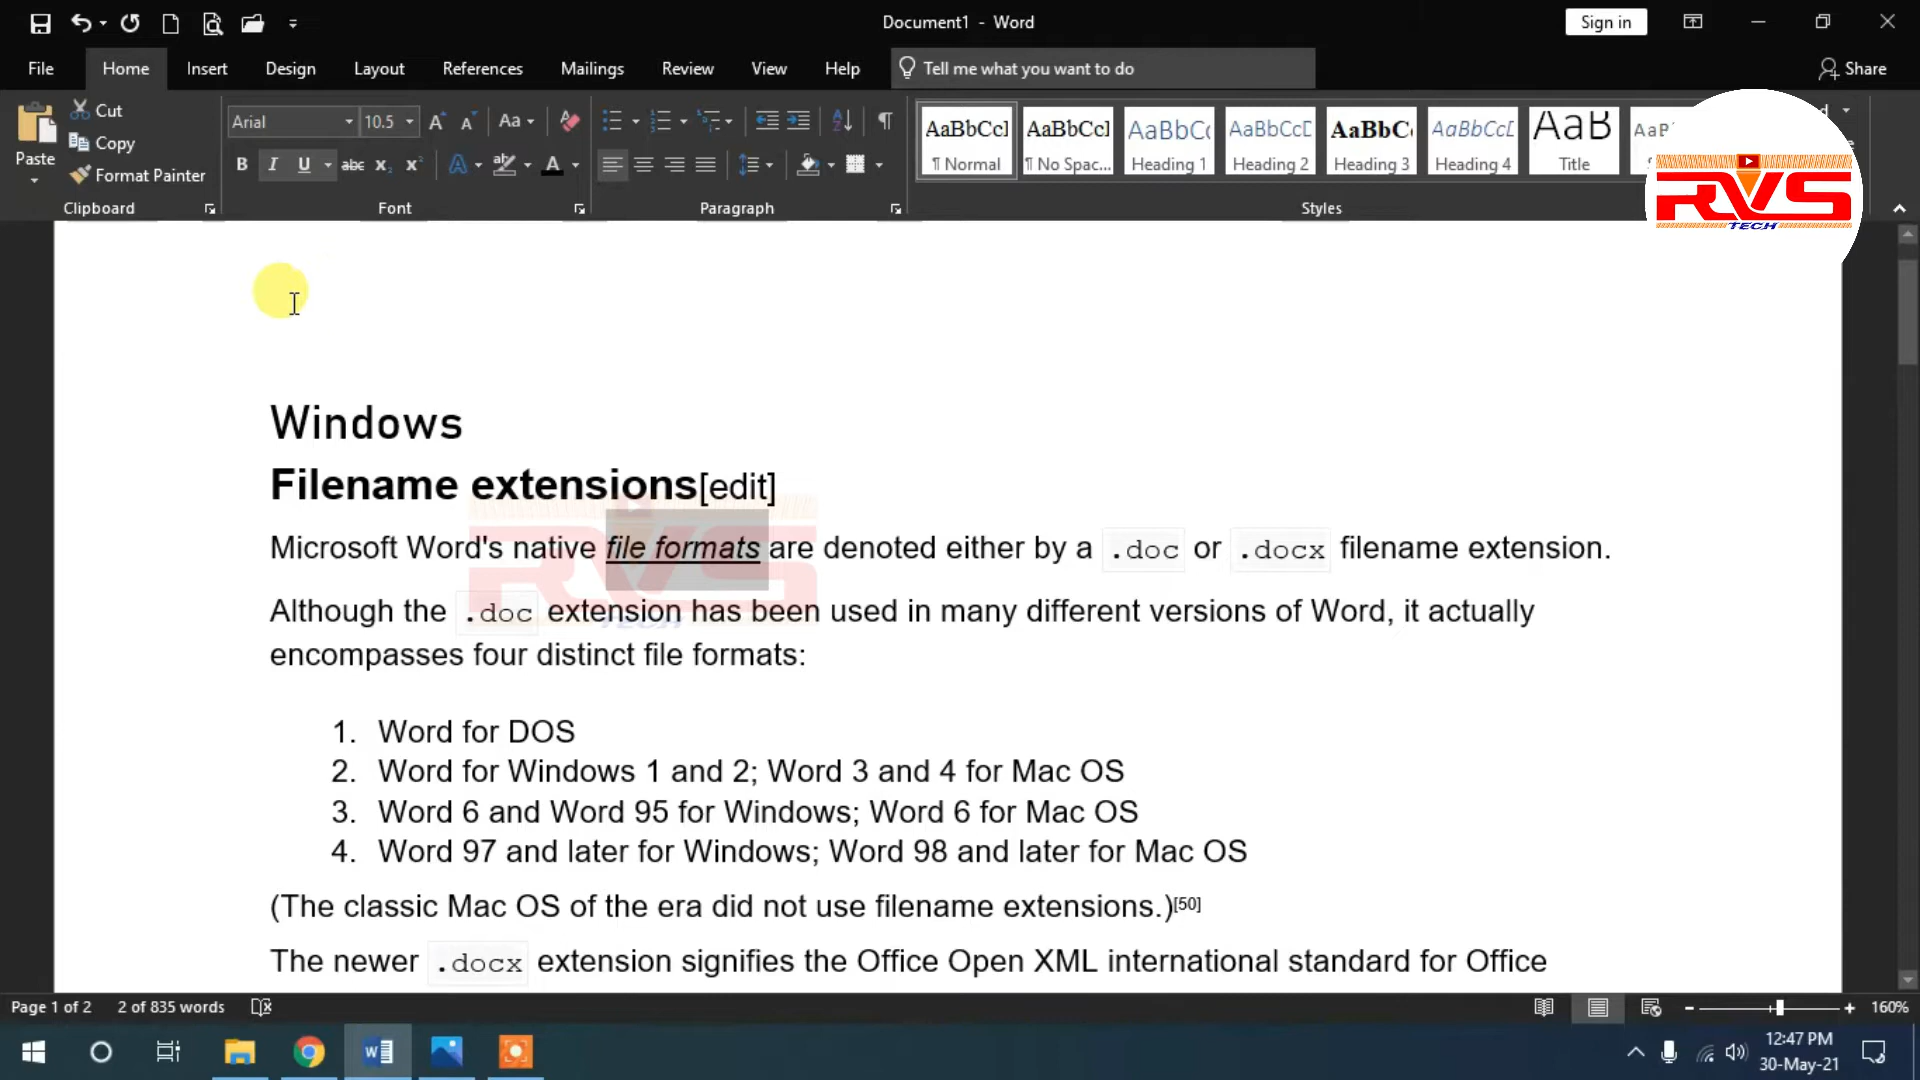 Document1 - Word
Sign in
File Home Insert Design Layout References Mailings Review View Help Tell me what you want to do Share
Paste Cut
Copy
Format Painter
Clipboard
Arial 10.5 Aa
B I U abc x₂ x² A A
Font
Paragraph
AaBbCcI AaBbCcI AaBbCc AaBbCcD AaBbC AaBbCcD AaB
¶ Normal ¶ No Spac... Heading 1 Heading 2 Heading 3 Heading 4 Title
Styles
RVS
TECH
Windows
Filename extensions[edit]
Microsoft Word's native file formats are denoted either by a .doc or .docx filename extension.
Although the .doc extension has been used in many different versions of Word, it actually
encompasses four distinct file formats:
1. Word for DOS
2. Word for Windows 1 and 2; Word 3 and 4 for Mac OS
3. Word 6 and Word 95 for Windows; Word 6 for Mac OS
4. Word 97 and later for Windows; Word 98 and later for Mac OS
(The classic Mac OS of the era did not use filename extensions.)[50]
The newer .docx extension signifies the Office Open XML international standard for Office
RVS
TECH
Page 1 of 2 2 of 835 words 160%
12:47 PM
30-May-21